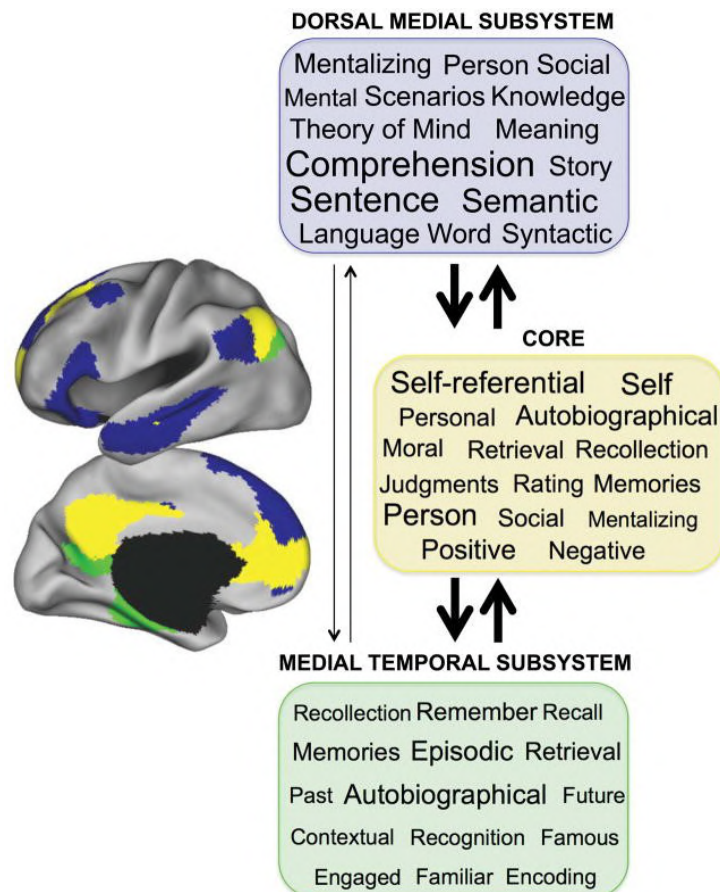 DORSAL MEDIAL SUBSYSTEM
Mentalizing Person Social
Mental Scenarios Knowledge
Theory of Mind Meaning
Comprehension Story
Sentence Semantic
Language Word Syntactic
CORE
Self-referential Self
Personal Autobiographical
Moral Retrieval Recollection
Judgments Rating Memories
Person Social Mentalizing
Positive Negative
MEDIAL TEMPORAL SUBSYSTEM
Recollection Remember Recall
Memories Episodic Retrieval
Past Autobiographical Future
Contextual Recognition Famous
Engaged Familiar Encoding